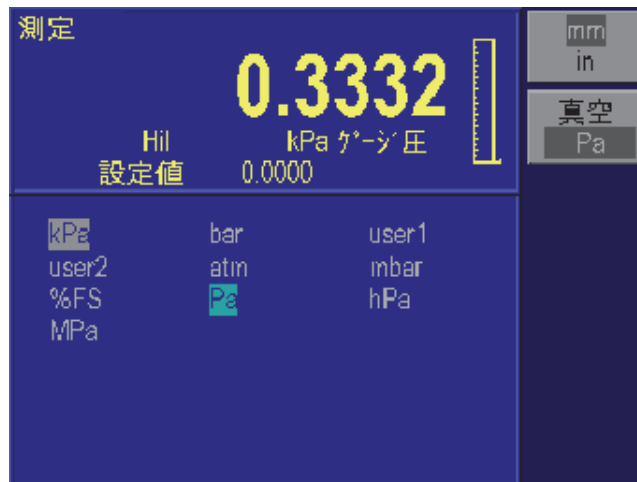 測定
0.3332
Hil kPa ゲージ圧
設定値 0.0000
mm
in
真空
Pa
kPa bar user1
user2 atm mbar
%FS Pa hPa
MPa